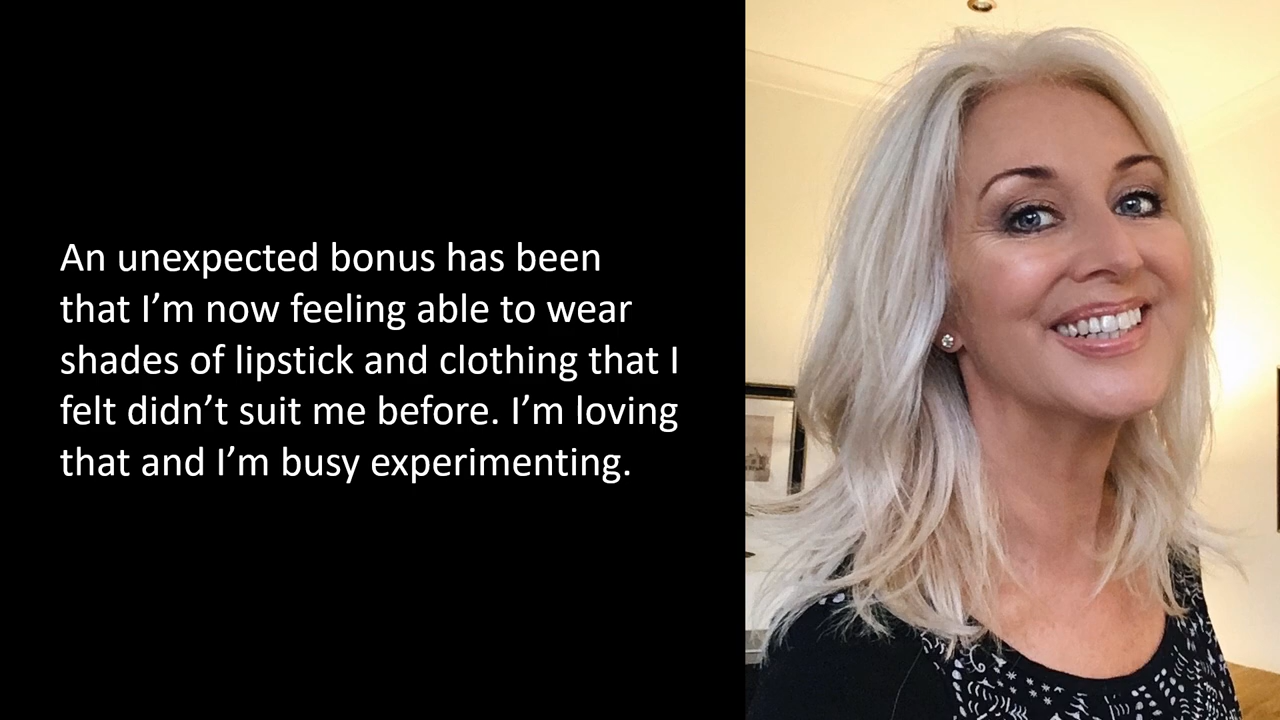 An unexpected bonus has been
that I’m now feeling able to wear
shades of lipstick and clothing that I
felt didn’t suit me before. I’m loving
that and I’m busy experimenting.